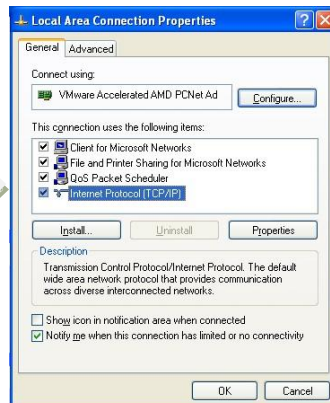 Local Area Connection Properties
General
Advanced
Connect using:
VMware Accelerated AMD PCNet Ad
Configure...
This connection uses the following items:
Client for Microsoft Networks
File and Printer Sharing for Microsoft Networks
QoS Packet Scheduler
Internet Protocol (TCP/IP)
Install...
Uninstall
Properties
Description
Transmission Control Protocol/Internet Protocol. The default
wide area network protocol that provides communication
across diverse interconnected networks.
Show icon in notification area when connected
Notify me when this connection has limited or no connectivity
OK
Cancel